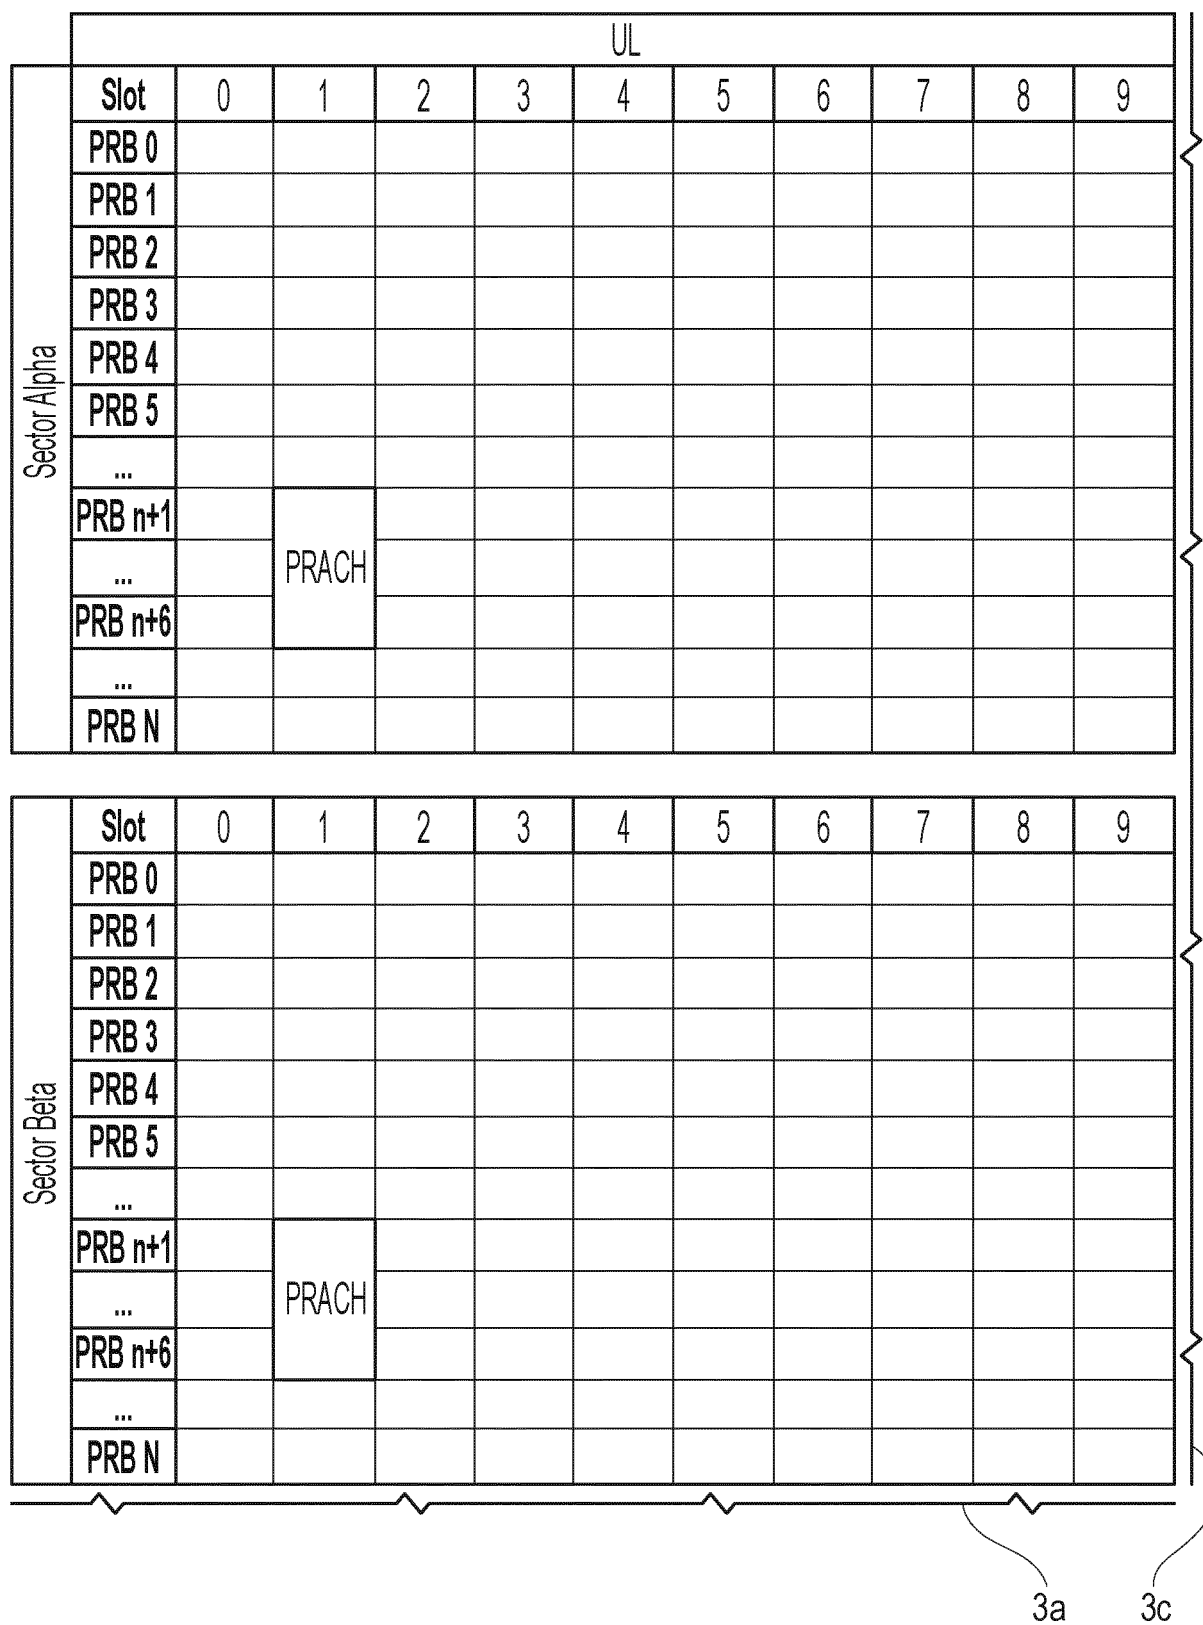 UL
Sector Alpha
Slot 0 1 2 3 4 5 6 7 8 9
PRB 0
PRB 1
PRB 2
PRB 3
PRB 4
PRB 5
...
PRB n+1
... PRACH
PRB n+6
...
PRB N
Sector Beta
Slot 0 1 2 3 4 5 6 7 8 9
PRB 0
PRB 1
PRB 2
PRB 3
PRB 4
PRB 5
...
PRB n+1
... PRACH
PRB n+6
...
PRB N
3a 3c